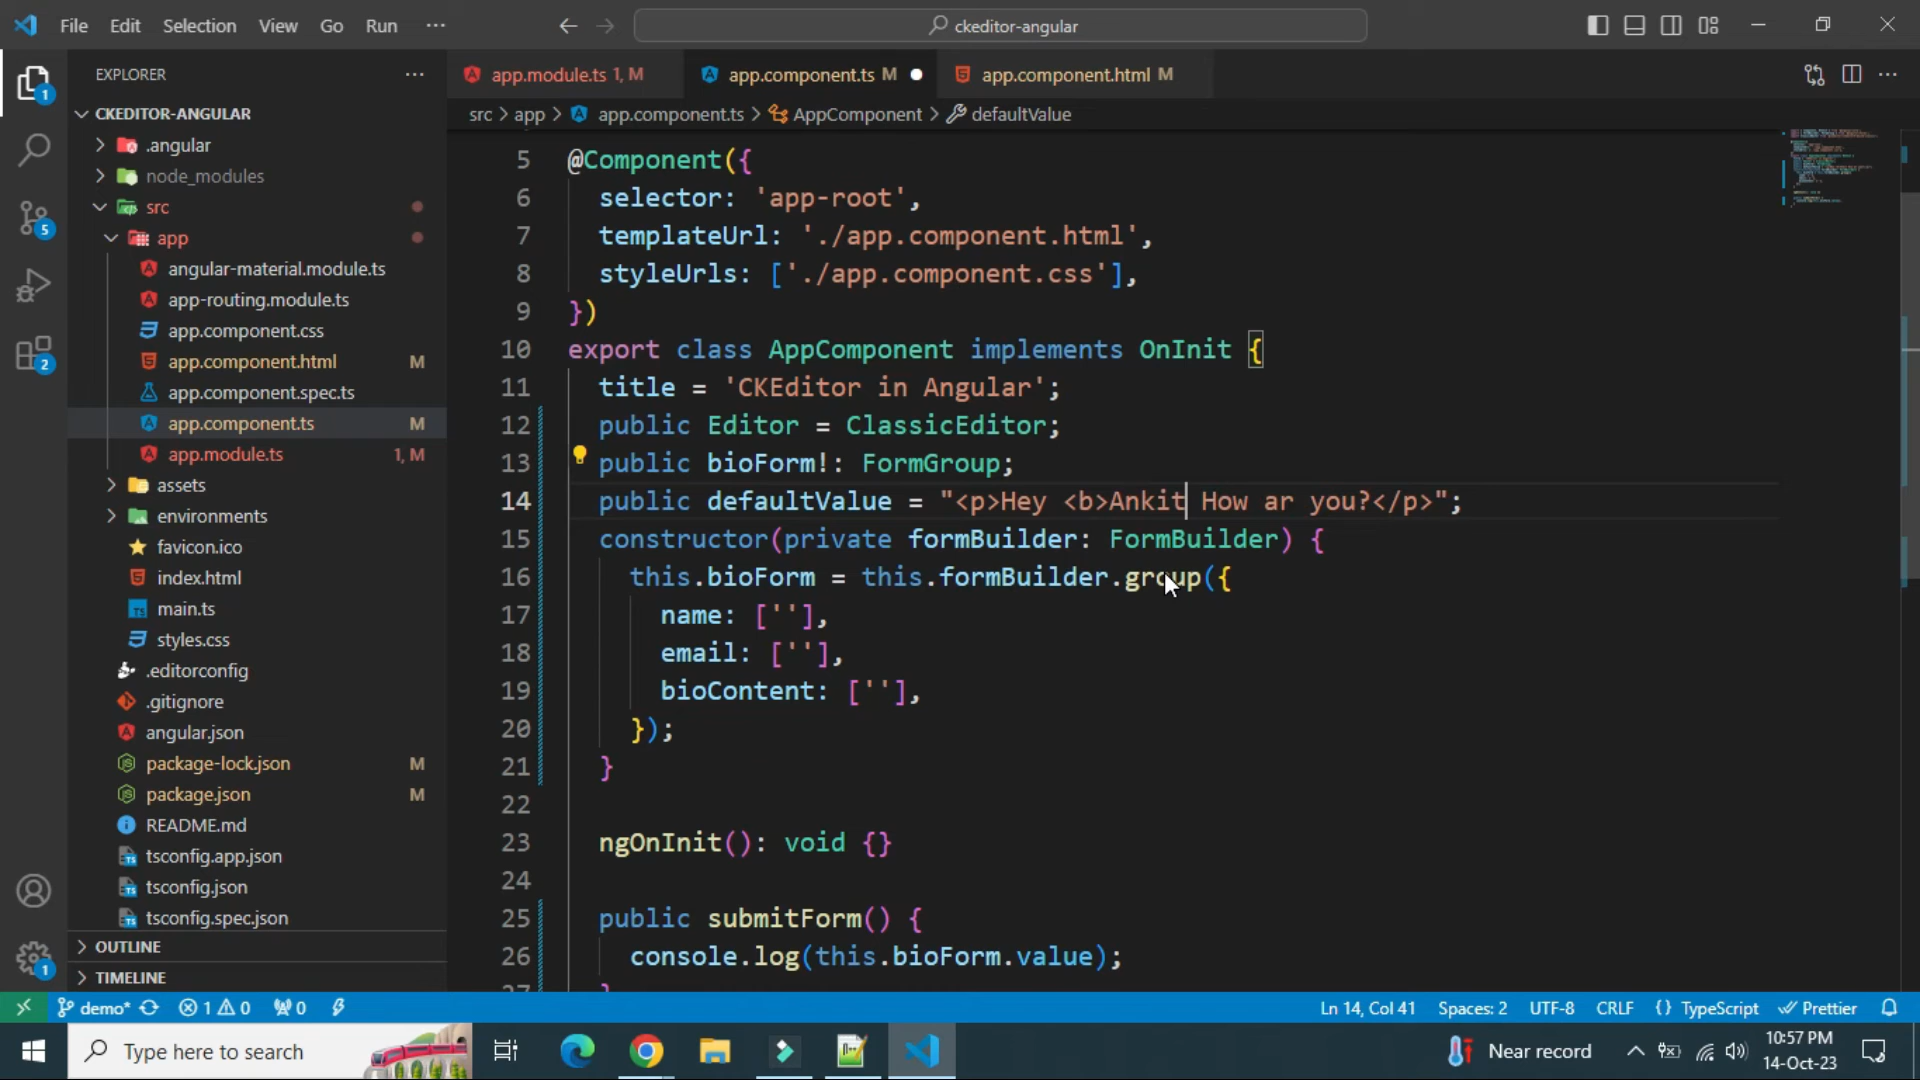 File Edit Selection View Go Run ··· ckeditor-angular
EXPLORER ···
CKEDITOR-ANGULAR
.angular
node_modules
src
app
angular-material.module.ts
app-routing.module.ts
app.component.css
app.component.html M
app.component.spec.ts
app.component.ts M
app.module.ts 1, M
assets
environments
favicon.ico
index.html
main.ts
styles.css
.editorconfig
.gitignore
angular.json
package-lock.json M
package.json M
README.md
tsconfig.app.json
tsconfig.json
tsconfig.spec.json
OUTLINE
TIMELINE
1
5
2
1
app.module.ts 1, M app.component.ts M app.component.html M
src > app > app.component.ts > AppComponent > defaultValue
5 @Component({
6 selector: 'app-root',
7 templateUrl: './app.component.html',
8 styleUrls: ['./app.component.css'],
9 })
10 export class AppComponent implements OnInit {
11 title = 'CKEditor in Angular';
12 public Editor = ClassicEditor;
13 public bioForm!: FormGroup;
14 public defaultValue = "<p>Hey <b>Ankit How ar you?</p>";
15 constructor(private formBuilder: FormBuilder) {
16 this.bioForm = this.formBuilder.group({
17 name: [''],
18 email: [''],
19 bioContent: [''],
20 });
21 }
22
23 ngOnInit(): void {}
24
25 public submitForm() {
26 console.log(this.bioForm.value);
27 }
demo* 1 0 0 Ln 14, Col 41 Spaces: 2 UTF-8 CRLF {} TypeScript Prettier
Type here to search Near record 10:57 PM
14-Oct-23